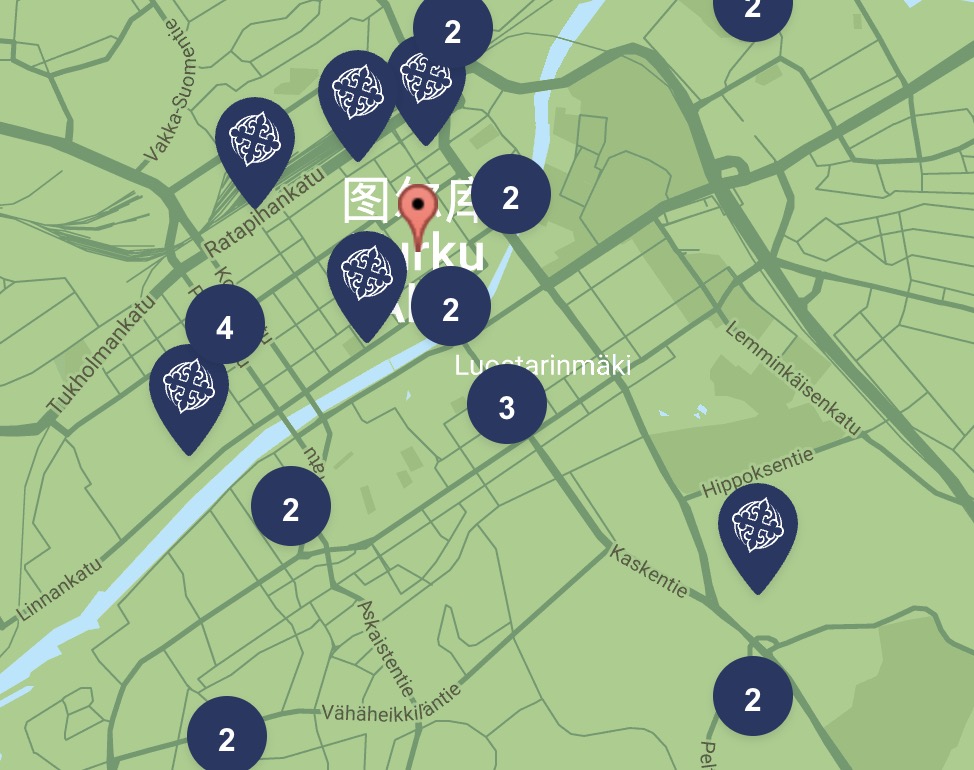 2
2
Vakka-Suomentie
Ratapihankatu
2
2
4
Tukholmankatu
Luostarinmäki
3
Lemminkäisenkatu
Hippoksentie
2
Kaskentie
Linnankatu
Askaistentie
Vähäheikkiläntie
2
2